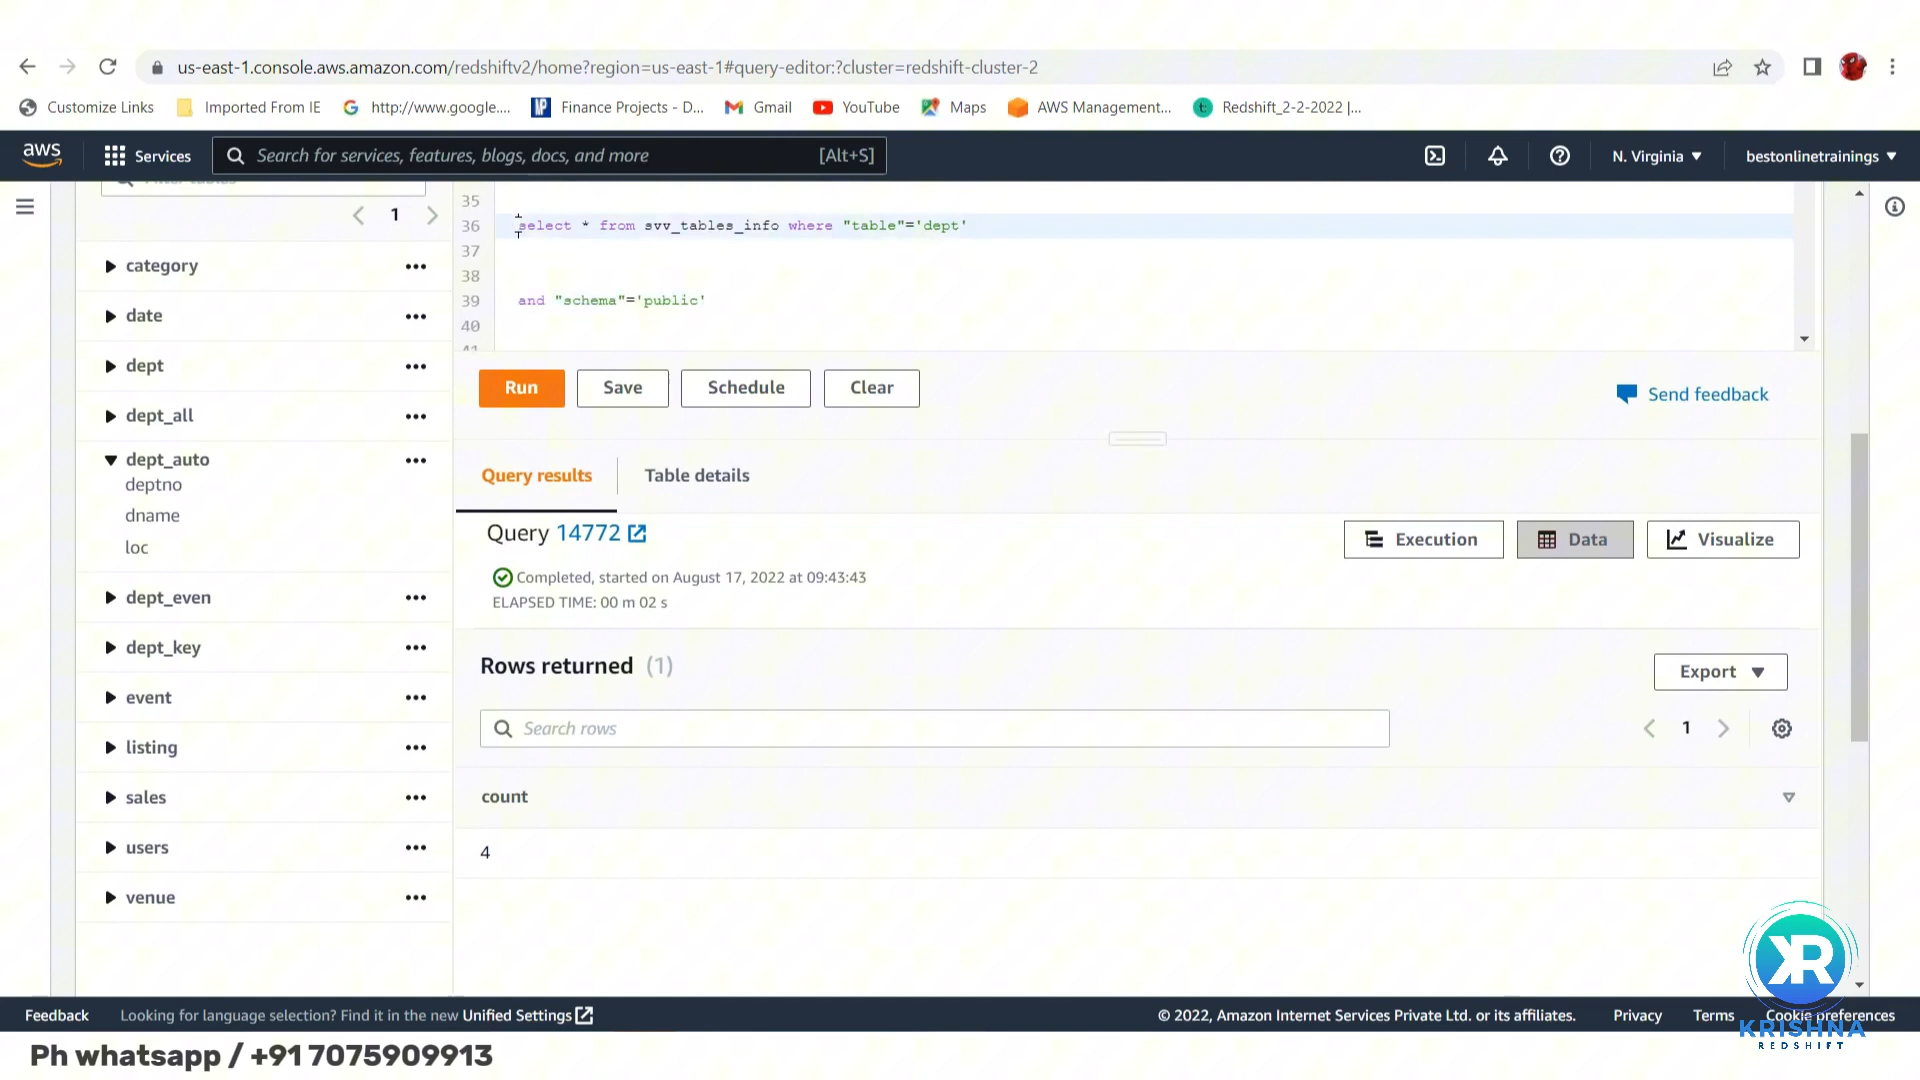 us-east-1.console.aws.amazon.com/redshiftv2/home?region=us-east-1#query-editor:?cluster=redshift-cluster-2
Customize Links
Imported From IE
http://www.google....
Finance Projects - D...
Gmail
YouTube
Maps
AWS Management...
Redshift_2-2-2022 |...
aws
Services
Search for services, features, blogs, docs, and more
[Alt+S]
N. Virginia
bestonlinetrainings
1
category
date
dept
dept_all
dept_auto
deptno
dname
loc
dept_even
dept_key
event
listing
sales
users
venue
35
36 select * from svv_tables_info where "table"='dept'
37
38
39 and "schema"='public'
40
Run
Save
Schedule
Clear
Send feedback
Query results
Table details
Query 14772
Execution
Data
Visualize
Completed, started on August 17, 2022 at 09:43:43
ELAPSED TIME: 00 m 02 s
Rows returned (1)
Export
Search rows
1
count
4
Feedback
Looking for language selection? Find it in the new Unified Settings
© 2022, Amazon Internet Services Private Ltd. or its affiliates.
Privacy
Terms
Cookie preferences
KR
KRISHNA
REDSHIFT
Ph whatsapp / +91 7075909913